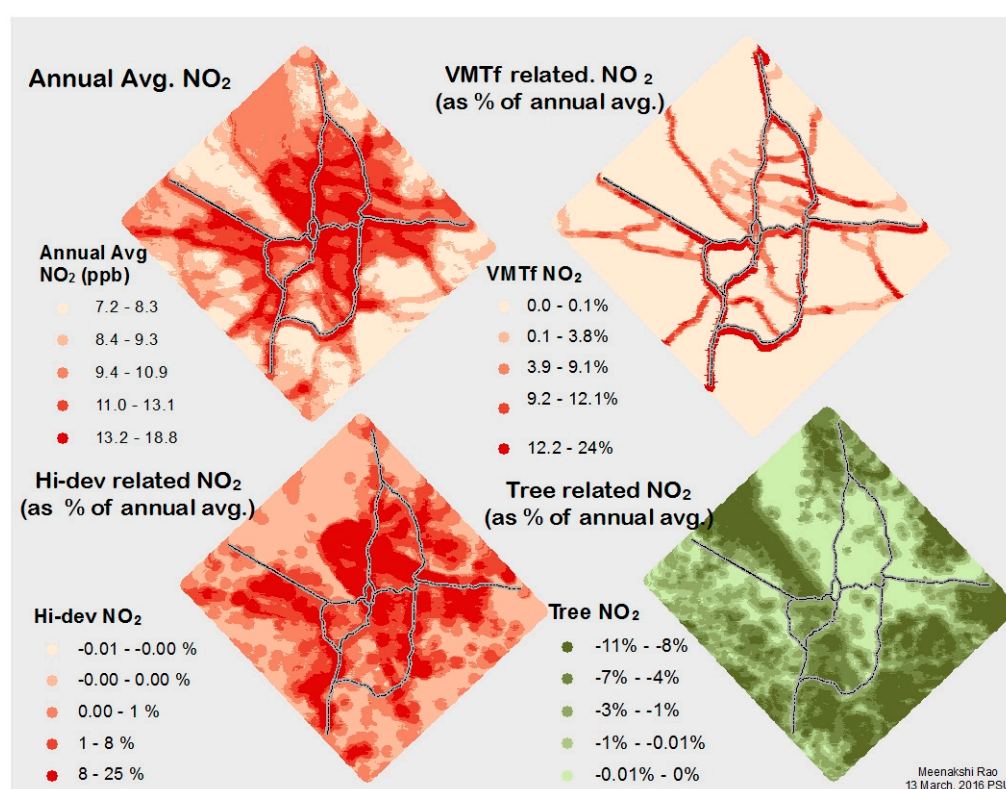 Annual Avg. NO₂
Annual Avg
NO₂ (ppb)
7.2 - 8.3
8.4 - 9.3
9.4 - 10.9
11.0 - 13.1
13.2 - 18.8
VMTf related. NO ₂
(as % of annual avg.)
VMTf NO₂
0.0 - 0.1%
0.1 - 3.8%
3.9 - 9.1%
9.2 - 12.1%
12.2 - 24%
Hi-dev related NO₂
(as % of annual avg.)
Hi-dev NO₂
-0.01 - -0.00 %
-0.00 - 0.00 %
0.00 - 1 %
1 - 8 %
8 - 25 %
Tree related NO₂
(as % of annual avg.)
Tree NO₂
-11% - -8%
-7% - -4%
-3% - -1%
-1% - -0.01%
-0.01% - 0%
Meenakshi Rao
13 March, 2016 PSU